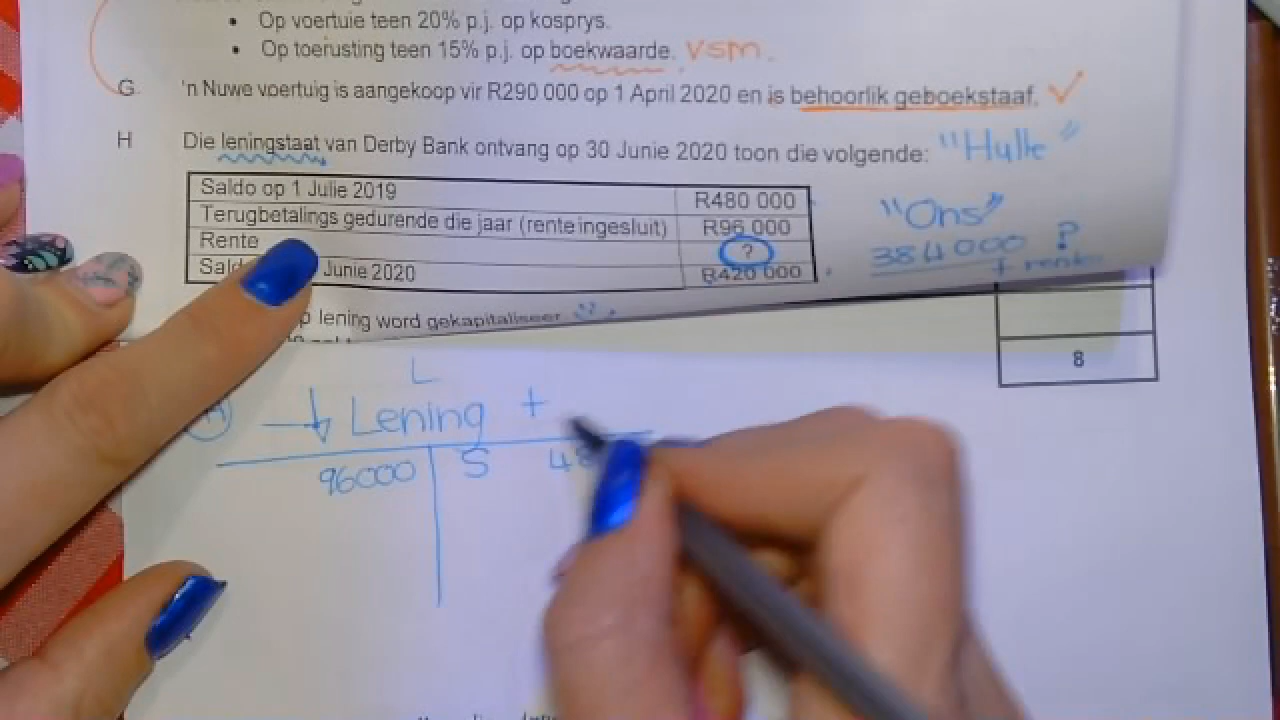 • Op voertuie teen 20% p.j. op kosprys.
• Op toerusting teen 15% p.j. op boekwaarde. VSM.
G. 'n Nuwe voertuig is aangekoop vir R290 000 op 1 April 2020 en is behoorlik geboekstaaf.
H Die leningstaat van Derby Bank ontvang op 30 Junie 2020 toon die volgende: "Hulle"
Saldo op 1 Julie 2019 R480 000
Terugbetalings gedurende die jaar (rente ingesluit) R96 000
Rente ?
Junie 2020 R420 000
"Ons"
384000 ?
+ rente
lening word gekapitaliseer
8
L
Lening +
96000 S 48